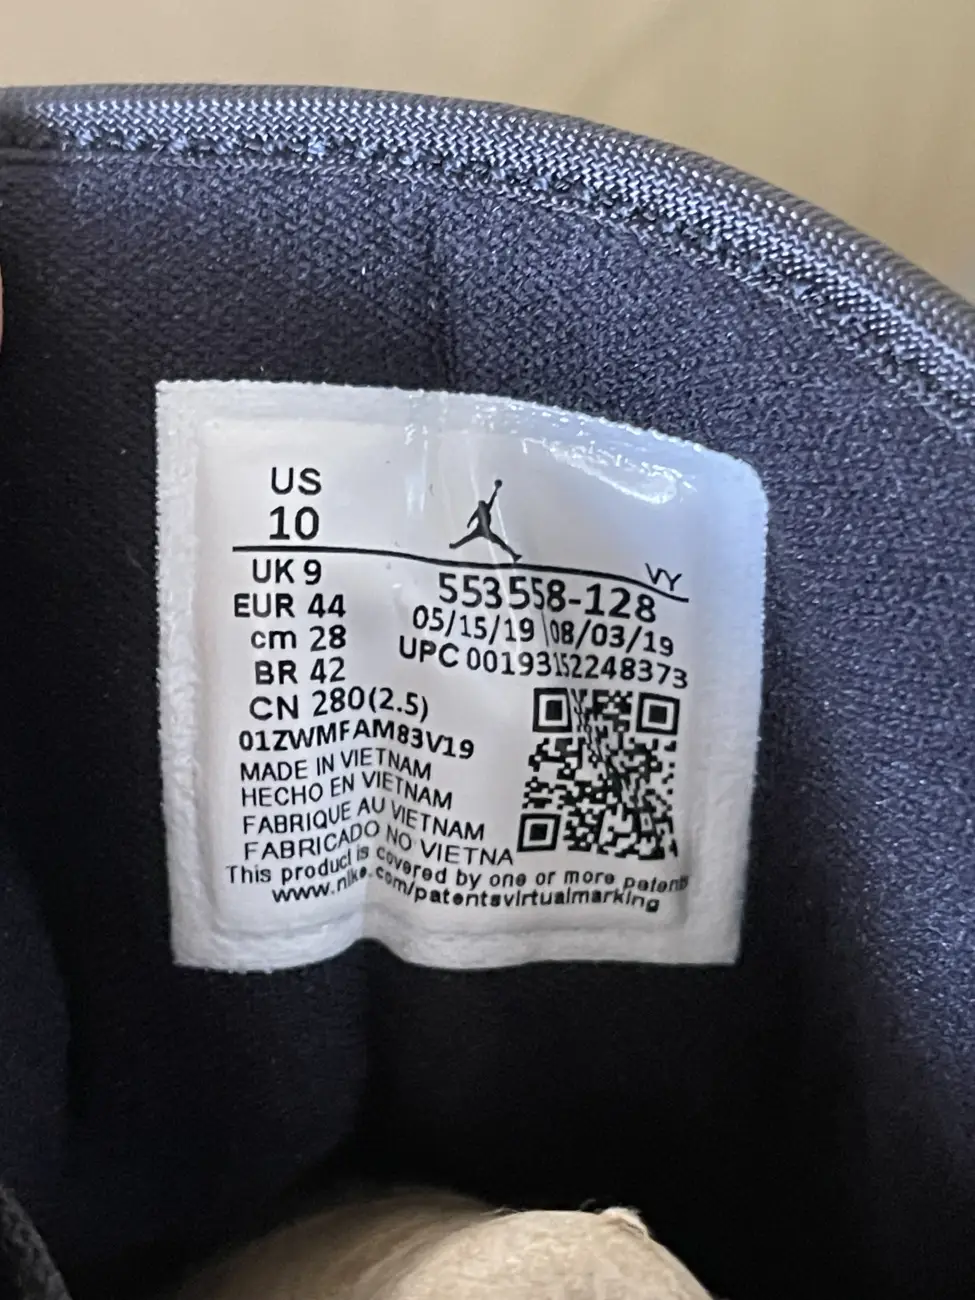 US
10
UK 9
EUR 44
cm 28
BR 42
CN 280(2.5)
VY
553558-128
05/15/19 08/03/19
UPC 00193152248373
01ZWMFAM83V19
MADE IN VIETNAM
HECHO EN VIETNAM
FABRIQUE AU VIETNAM
FABRICADO NO VIETNA
This product is covered by one or more patents
www.nike.com/patentsvirtualmarking